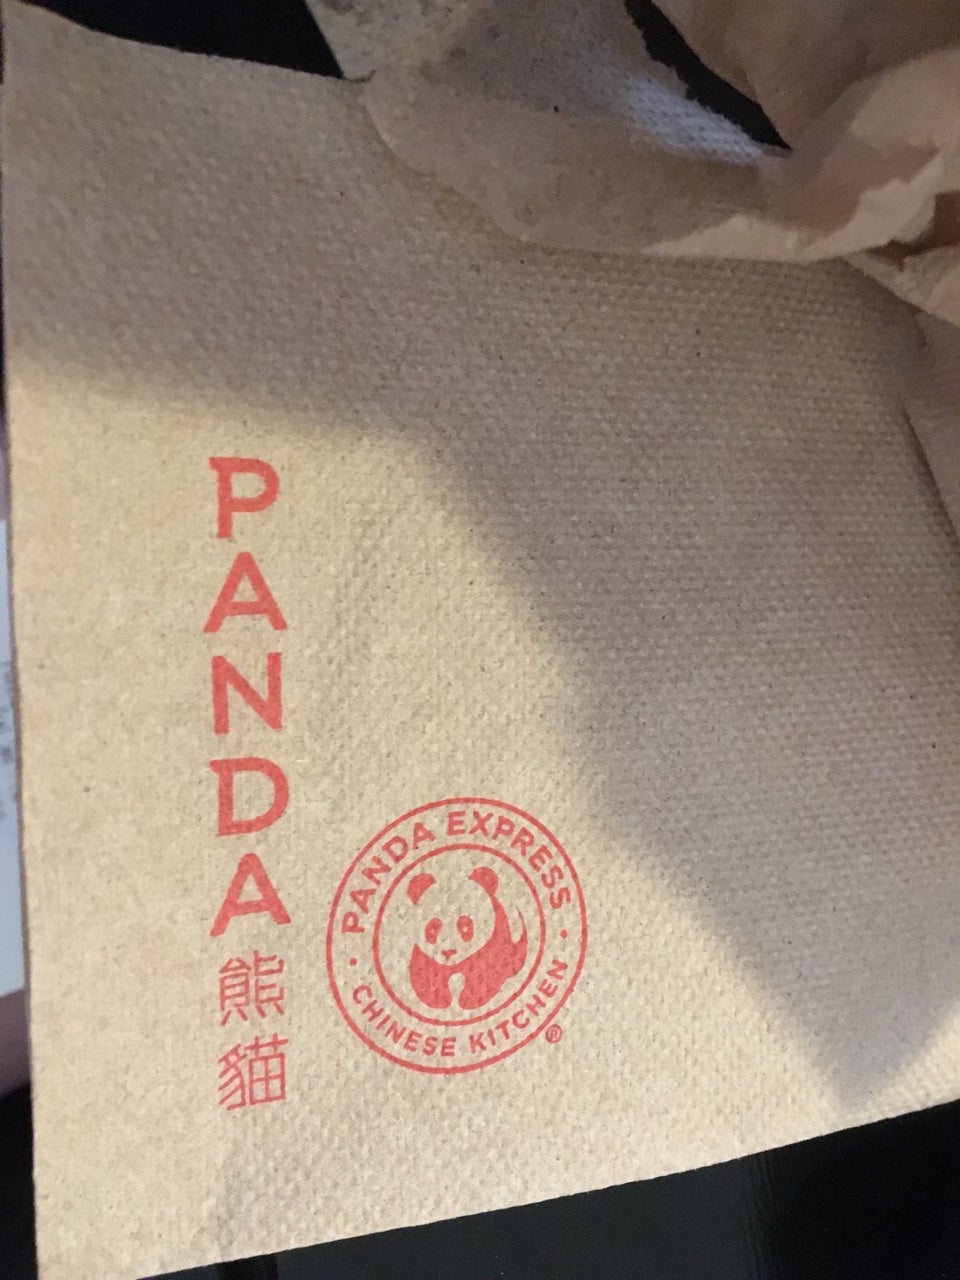 PANDA
熊貓
PANDA EXPRESS
CHINESE KITCHEN
®